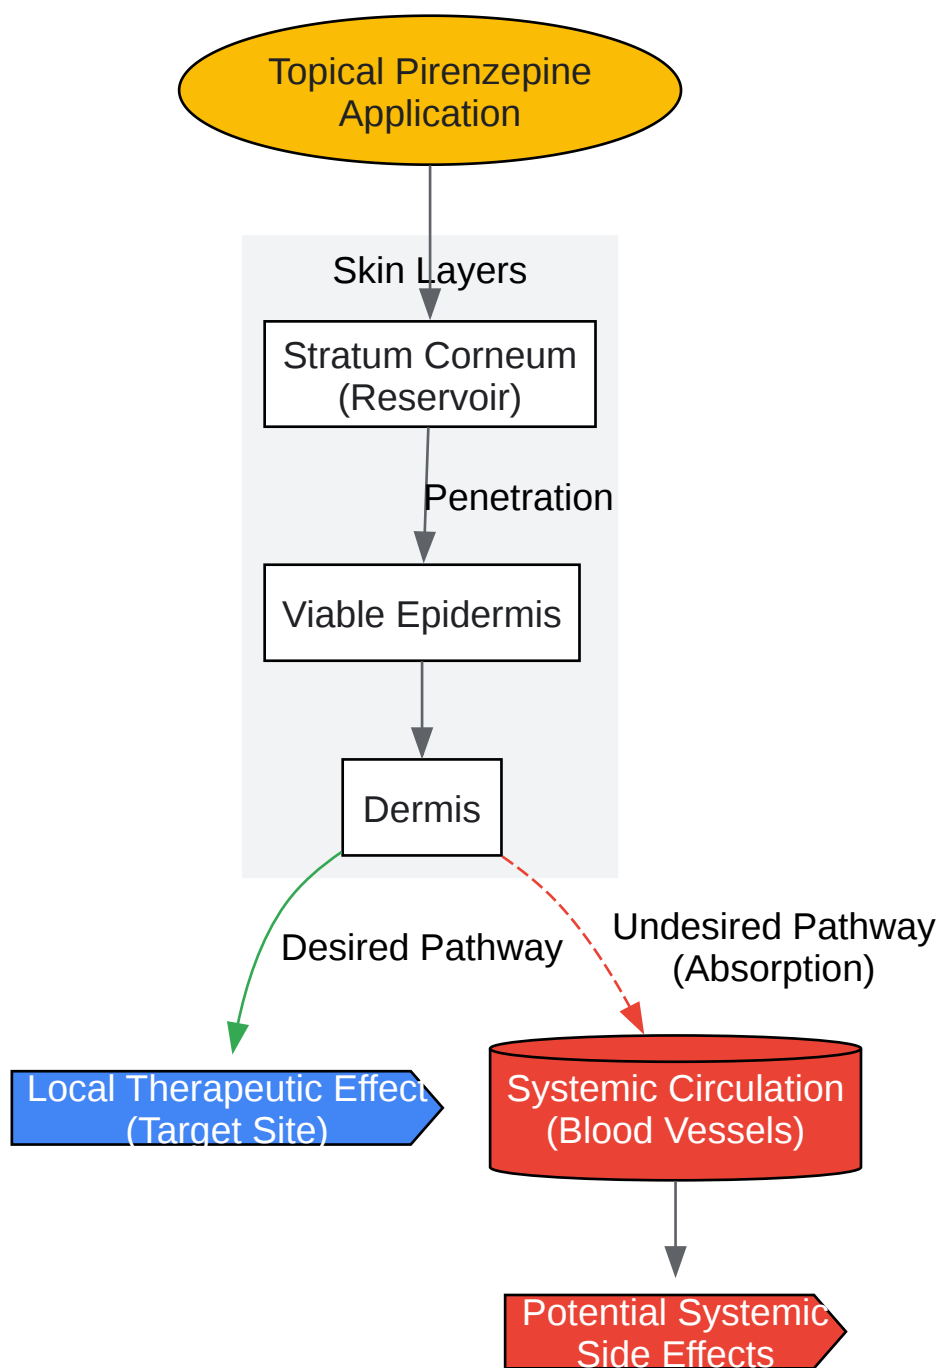 Topical Pirenzepine
Application
Skin Layers
Stratum Corneum
(Reservoir)
Penetration
Viable Epidermis
Dermis
Desired Pathway
Undesired Pathway
(Absorption)
Local Therapeutic Effect
(Target Site)
Systemic Circulation
(Blood Vessels)
Potential Systemic
Side Effects